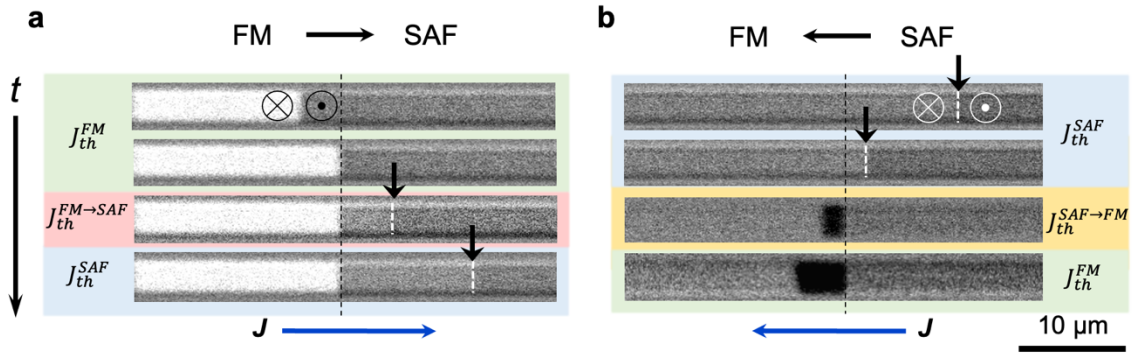 a
FM → SAF
t
J_{th}^{FM}
J_{th}^{FM→SAF}
J_{th}^{SAF}
J
b
FM ← SAF
J_{th}^{SAF}
J_{th}^{SAF→FM}
J_{th}^{FM}
J
10 μm